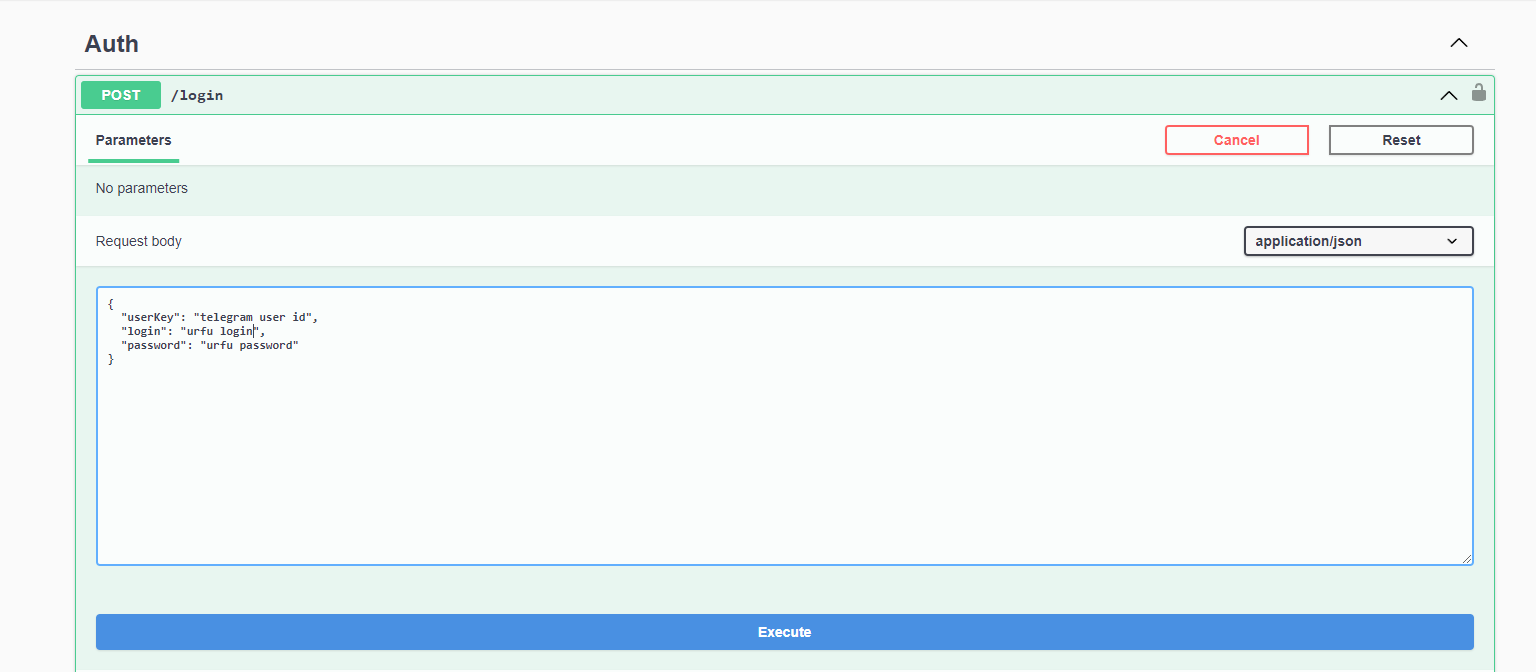 Auth
POST /login
Parameters
Cancel
Reset
No parameters
Request body
application/json
{
  "userKey": "telegram user id",
  "login": "urfu login",
  "password": "urfu password"
}
Execute